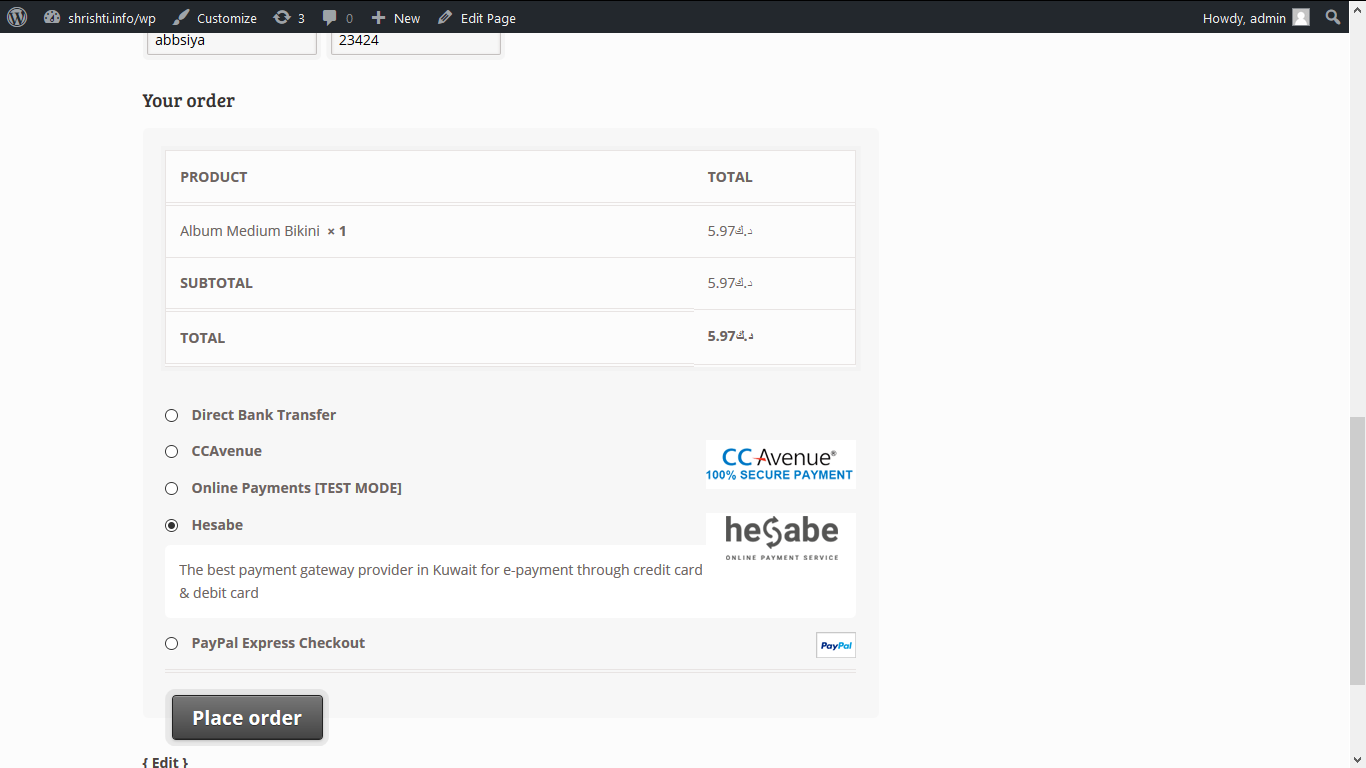 shrishti.info/wp Customize 3 0 New Edit Page Howdy, admin
abbsiya 23424
Your order
PRODUCT TOTAL
Album Medium Bikini × 1 5.97د.ك
SUBTOTAL 5.97د.ك
TOTAL 5.97د.ك
Direct Bank Transfer
CCAvenue
CCAvenue®
100% SECURE PAYMENT
Online Payments [TEST MODE]
Hesabe
hesabe
ONLINE PAYMENT SERVICE
The best payment gateway provider in Kuwait for e-payment through credit card
& debit card
PayPal Express Checkout PayPal
Place order
{ Edit }